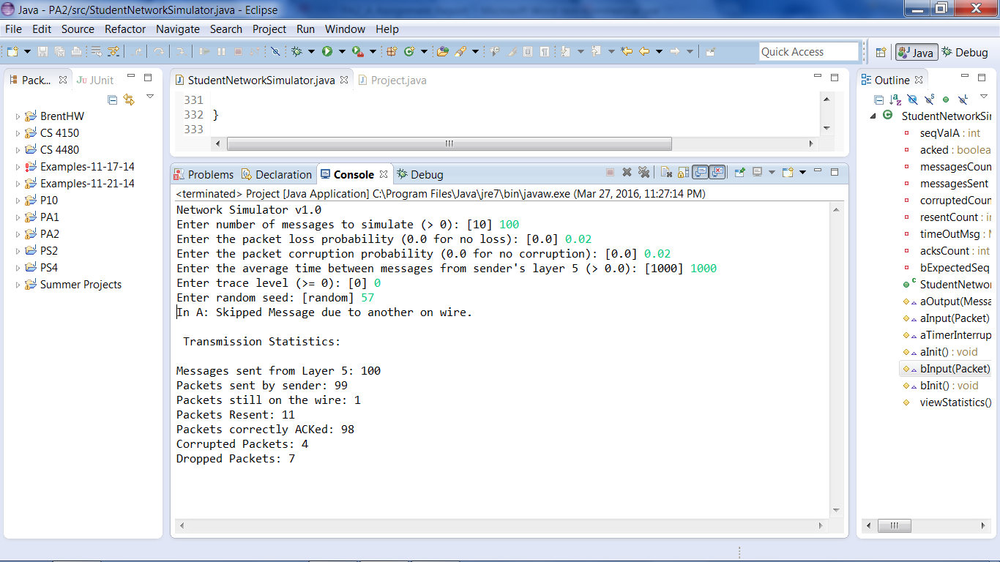 Java - PA2/src/StudentNetworkSimulator.java - Eclipse
File Edit Source Refactor Navigate Search Project Run Window Help
Quick Access
Java
Debug
Pack...
JUnit
BrentHW
CS 4150
CS 4480
Examples-11-17-14
Examples-11-21-14
P10
PA1
PA2
PS2
PS4
Summer Projects
StudentNetworkSimulator.java
Project.java
331
332 }
333
Problems Declaration Console Debug
<terminated> Project [Java Application] C:\Program Files\Java\jre7\bin\javaw.exe (Mar 27, 2016, 11:27:14 PM)
Network Simulator v1.0
Enter number of messages to simulate (> 0): [10] 100
Enter the packet loss probability (0.0 for no loss): [0.0] 0.02
Enter the packet corruption probability (0.0 for no corruption): [0.0] 0.02
Enter the average time between messages from sender's layer 5 (> 0.0): [1000] 1000
Enter trace level (>= 0): [0] 0
Enter random seed: [random] 57
In A: Skipped Message due to another on wire.
Transmission Statistics:
Messages sent from Layer 5: 100
Packets sent by sender: 99
Packets still on the wire: 1
Packets Resent: 11
Packets correctly ACKed: 98
Corrupted Packets: 4
Dropped Packets: 7
Outline
StudentNetworkSi
seqValA : int
acked : boolea
messagesCoun
messagesSent
corruptedCoun
resentCount : i
timeOutMsg :
acksCount : int
bExpectedSeq
StudentNetwo
aOutput(Messa
aInput(Packet)
aTimerInterrup
aInit() : void
bInput(Packet)
bInit() : void
viewStatistics()